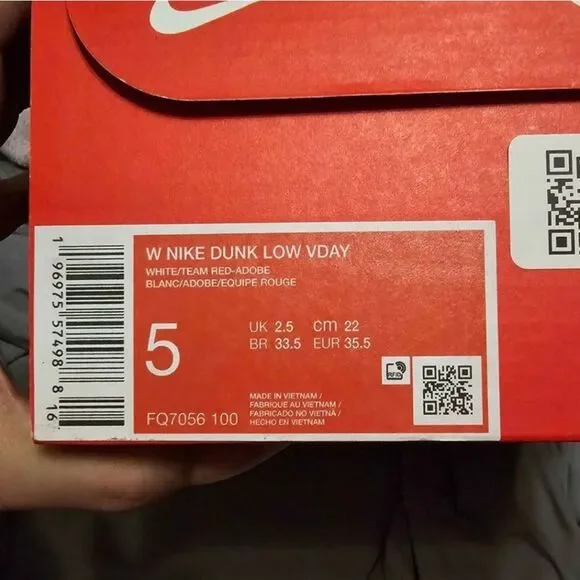 W NIKE DUNK LOW VDAY
WHITE/TEAM RED-ADOBE
BLANC/ADOBE/EQUIPE ROUGE
5
UK 2.5 cm 22
BR 33.5 EUR 35.5
RFID
FQ7056 100
MADE IN VIETNAM /
FABRIQUE AU VIETNAM /
FABRICADO NO VIETNÃ /
HECHO EN VIETNAM
1 96975 57498 8 16